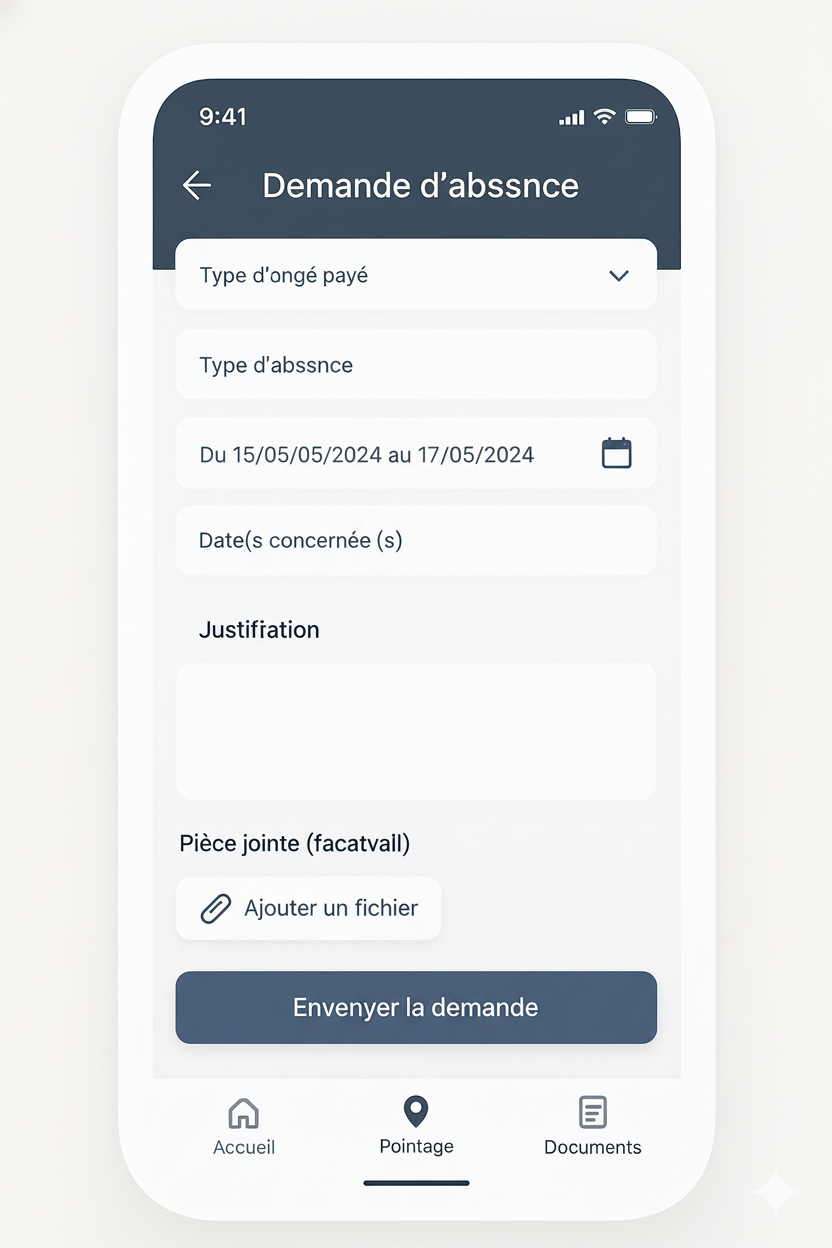 9:41
Demande d'abssnce
Type d'ongé payé
Type d'abssnce
Du 15/05/05/2024 au 17/05/2024
Date(s concernée (s)
Justifiation
Pièce jointe (facatvail)
Ajouter un fichier
Envenyer la demande
Accueil
Pointage
Documents